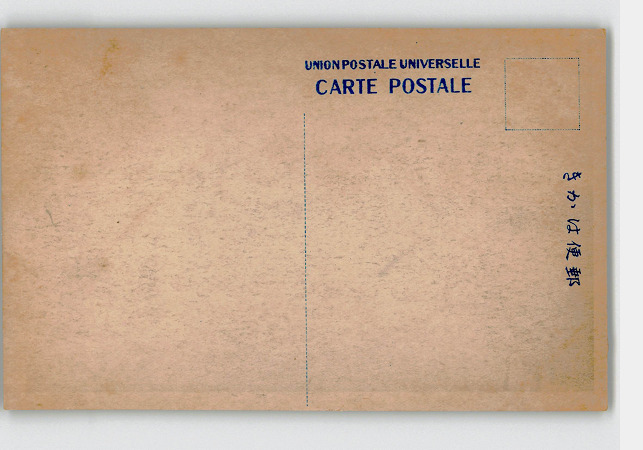 UNION POSTALE UNIVERSELLE
CARTE POSTALE
きかは便郵